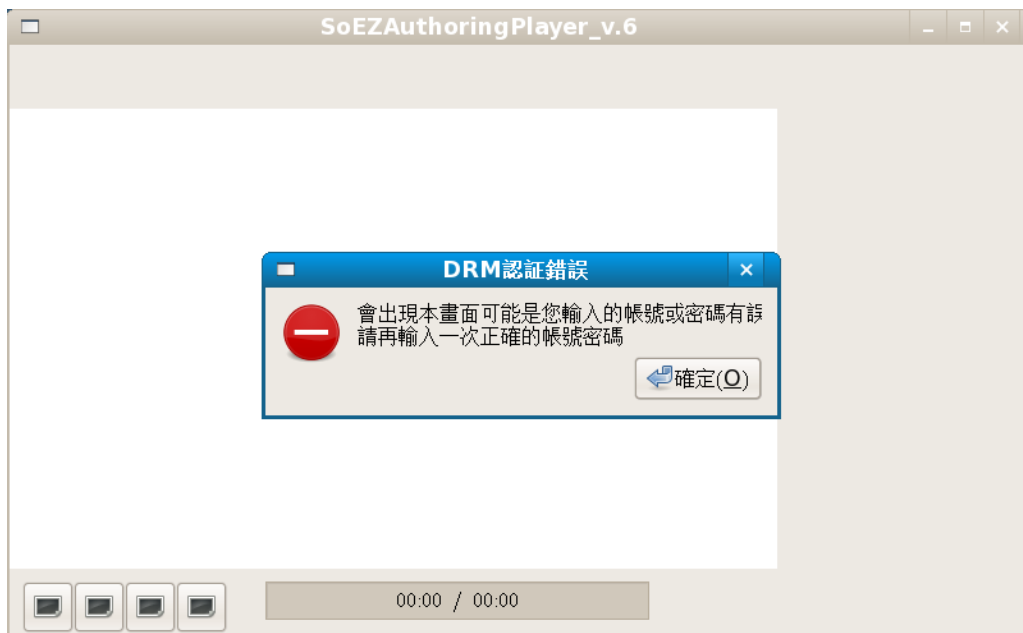 SoEZAuthoringPlayer_v.6
DRM認証錯誤
會出現本畫面可能是您輸入的帳號或密碼有誤
請再輸入一次正確的帳號密碼
確定(O)
00:00 / 00:00